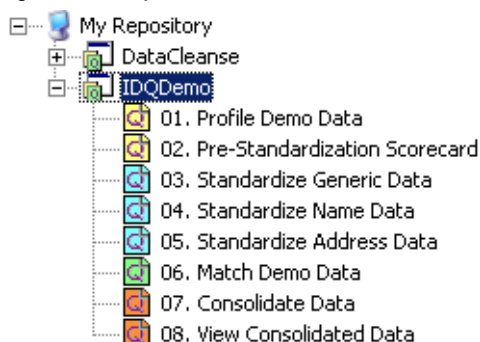 My Repository
DataCleanse
IDQDemo
01. Profile Demo Data
02. Pre-Standardization Scorecard
03. Standardize Generic Data
04. Standardize Name Data
05. Standardize Address Data
06. Match Demo Data
07. Consolidate Data
08. View Consolidated Data